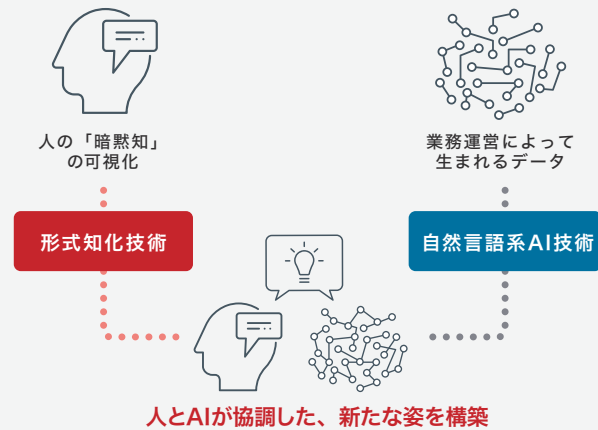 人の「暗黙知」
の可視化
業務運営によって
生まれるデータ
形式知化技術
自然言語系AI技術
人とAIが協調した、新たな姿を構築